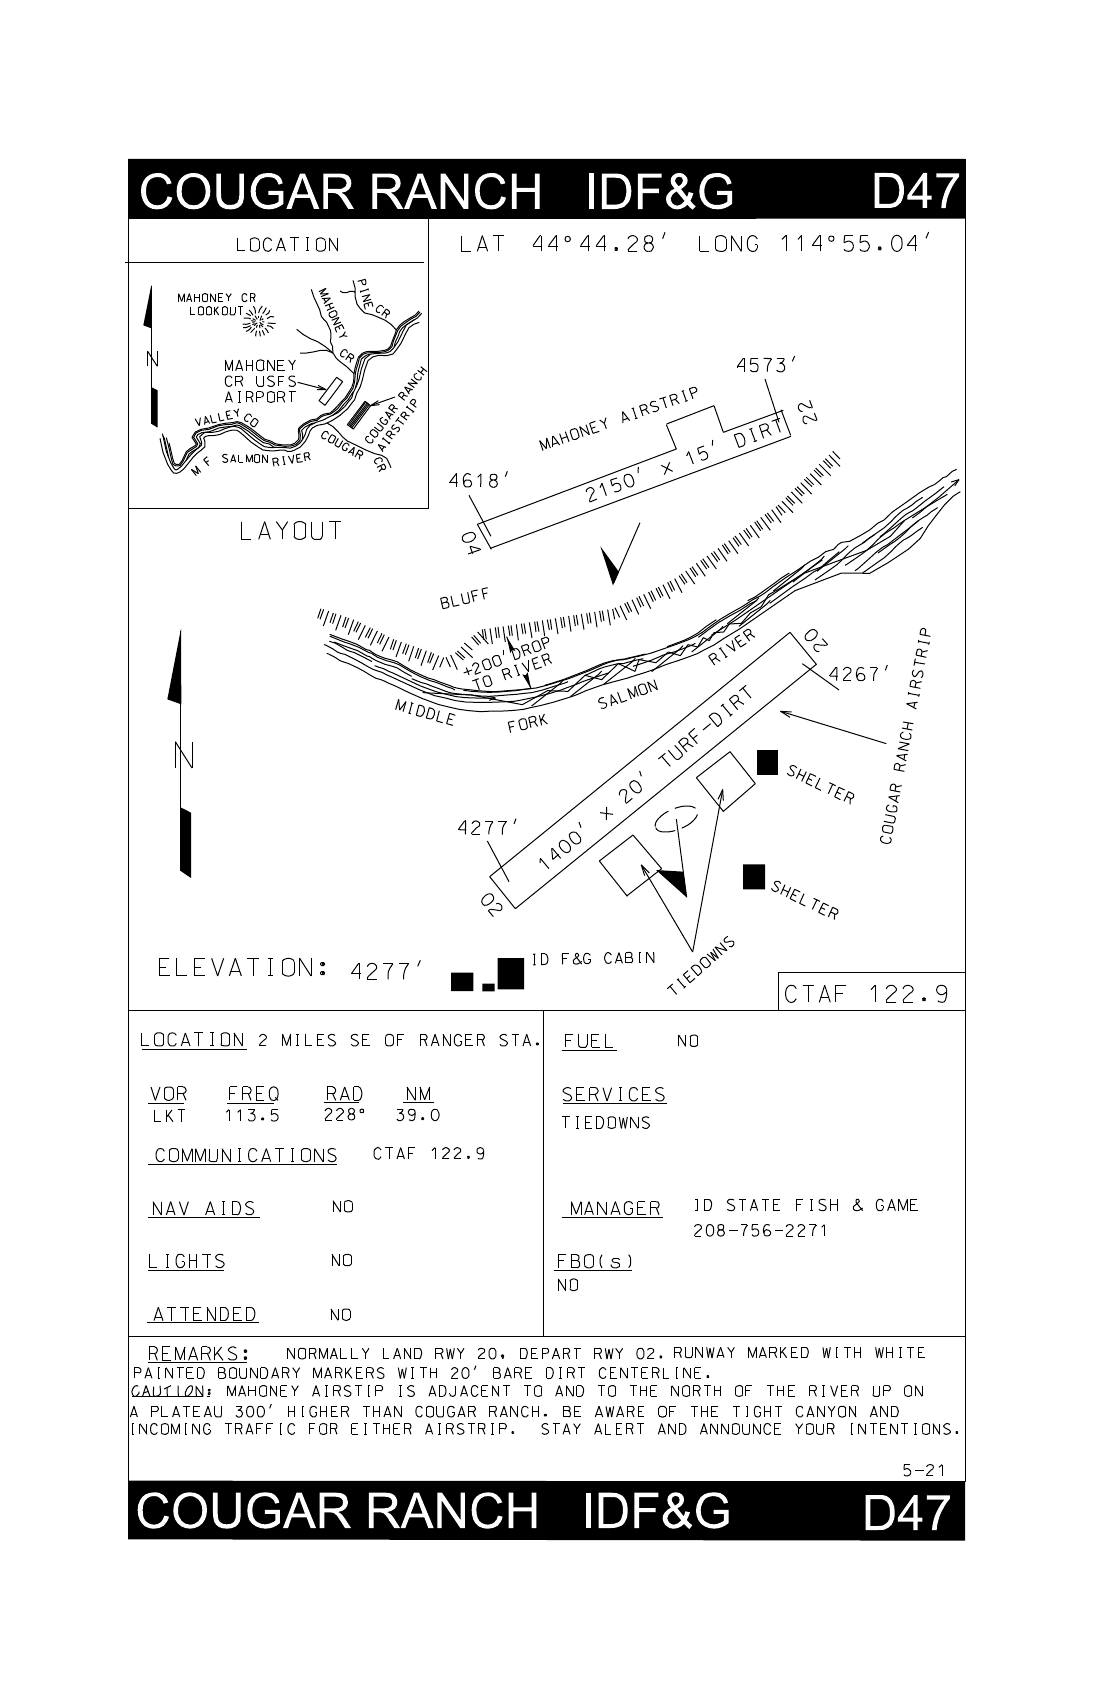 COUGAR RANCH IDF&G D47
LOCATION
LAT 44°44.28′ LONG 114°55.04′
MAHONEY CR
LOOKOUT
MAHONEY
CR
PINE
CR
N
MAHONEY
CR USFS
AIRPORT
COUGAR RANCH
AIRSTRIP
VALLEY CO
M F SALMON RIVER
COUGAR
CR
LAYOUT
4573′
22
MAHONEY AIRSTRIP
2150′ X 15′ DIRT
4618′
04
BLUFF
+200′ DROP
TO RIVER
MIDDLE FORK SALMON RIVER
02
4267′
COUGAR RANCH AIRSTRIP
N
1400′ X 20′ TURF-DIRT
SHELTER
4277′
02
SHELTER
TIEDOWNS
ID F&G CABIN
ELEVATION: 4277′
CTAF 122.9
LOCATION 2 MILES SE OF RANGER STA.
VOR FREQ RAD NM
LKT 113.5 228° 39.0
COMMUNICATIONS CTAF 122.9
NAV AIDS NO
LIGHTS NO
ATTENDED NO
FUEL NO
SERVICES
TIEDOWNS
MANAGER ID STATE FISH & GAME
208-756-2271
FBO(s)
NO
REMARKS: NORMALLY LAND RWY 20, DEPART RWY 02. RUNWAY MARKED WITH WHITE
PAINTED BOUNDARY MARKERS WITH 20′ BARE DIRT CENTERLINE.
CAUTION: MAHONEY AIRSTIP IS ADJACENT TO AND TO THE NORTH OF THE RIVER UP ON
A PLATEAU 300′ HIGHER THAN COUGAR RANCH. BE AWARE OF THE TIGHT CANYON AND
INCOMING TRAFFIC FOR EITHER AIRSTRIP. STAY ALERT AND ANNOUNCE YOUR INTENTIONS.
5-21
COUGAR RANCH IDF&G D47